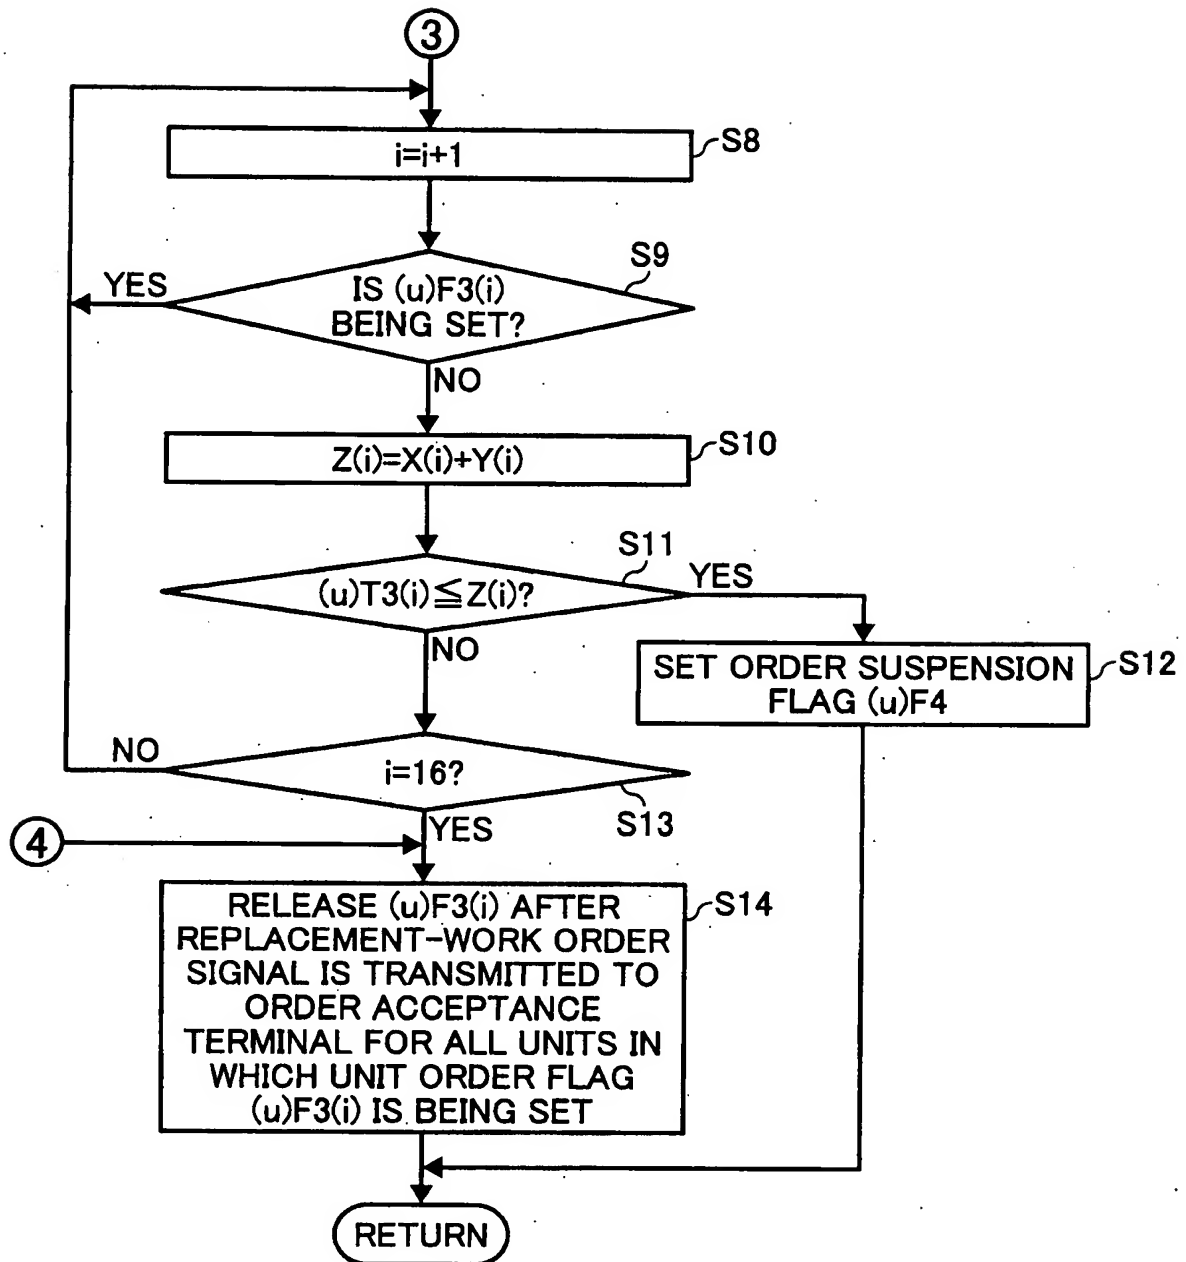 3
i=i+1
S8
S9
YES
IS (u)F3(i)
BEING SET?
NO
Z(i)=X(i)+Y(i)
S10
S11
YES
(u)T3(i)≦Z(i)?
NO
SET ORDER SUSPENSION
FLAG (u)F4
S12
NO
i=16?
S13
YES
4
RELEASE (u)F3(i) AFTER
REPLACEMENT-WORK ORDER
SIGNAL IS TRANSMITTED TO
ORDER ACCEPTANCE
TERMINAL FOR ALL UNITS IN
WHICH UNIT ORDER FLAG
(u)F3(i) IS BEING SET
S14
RETURN